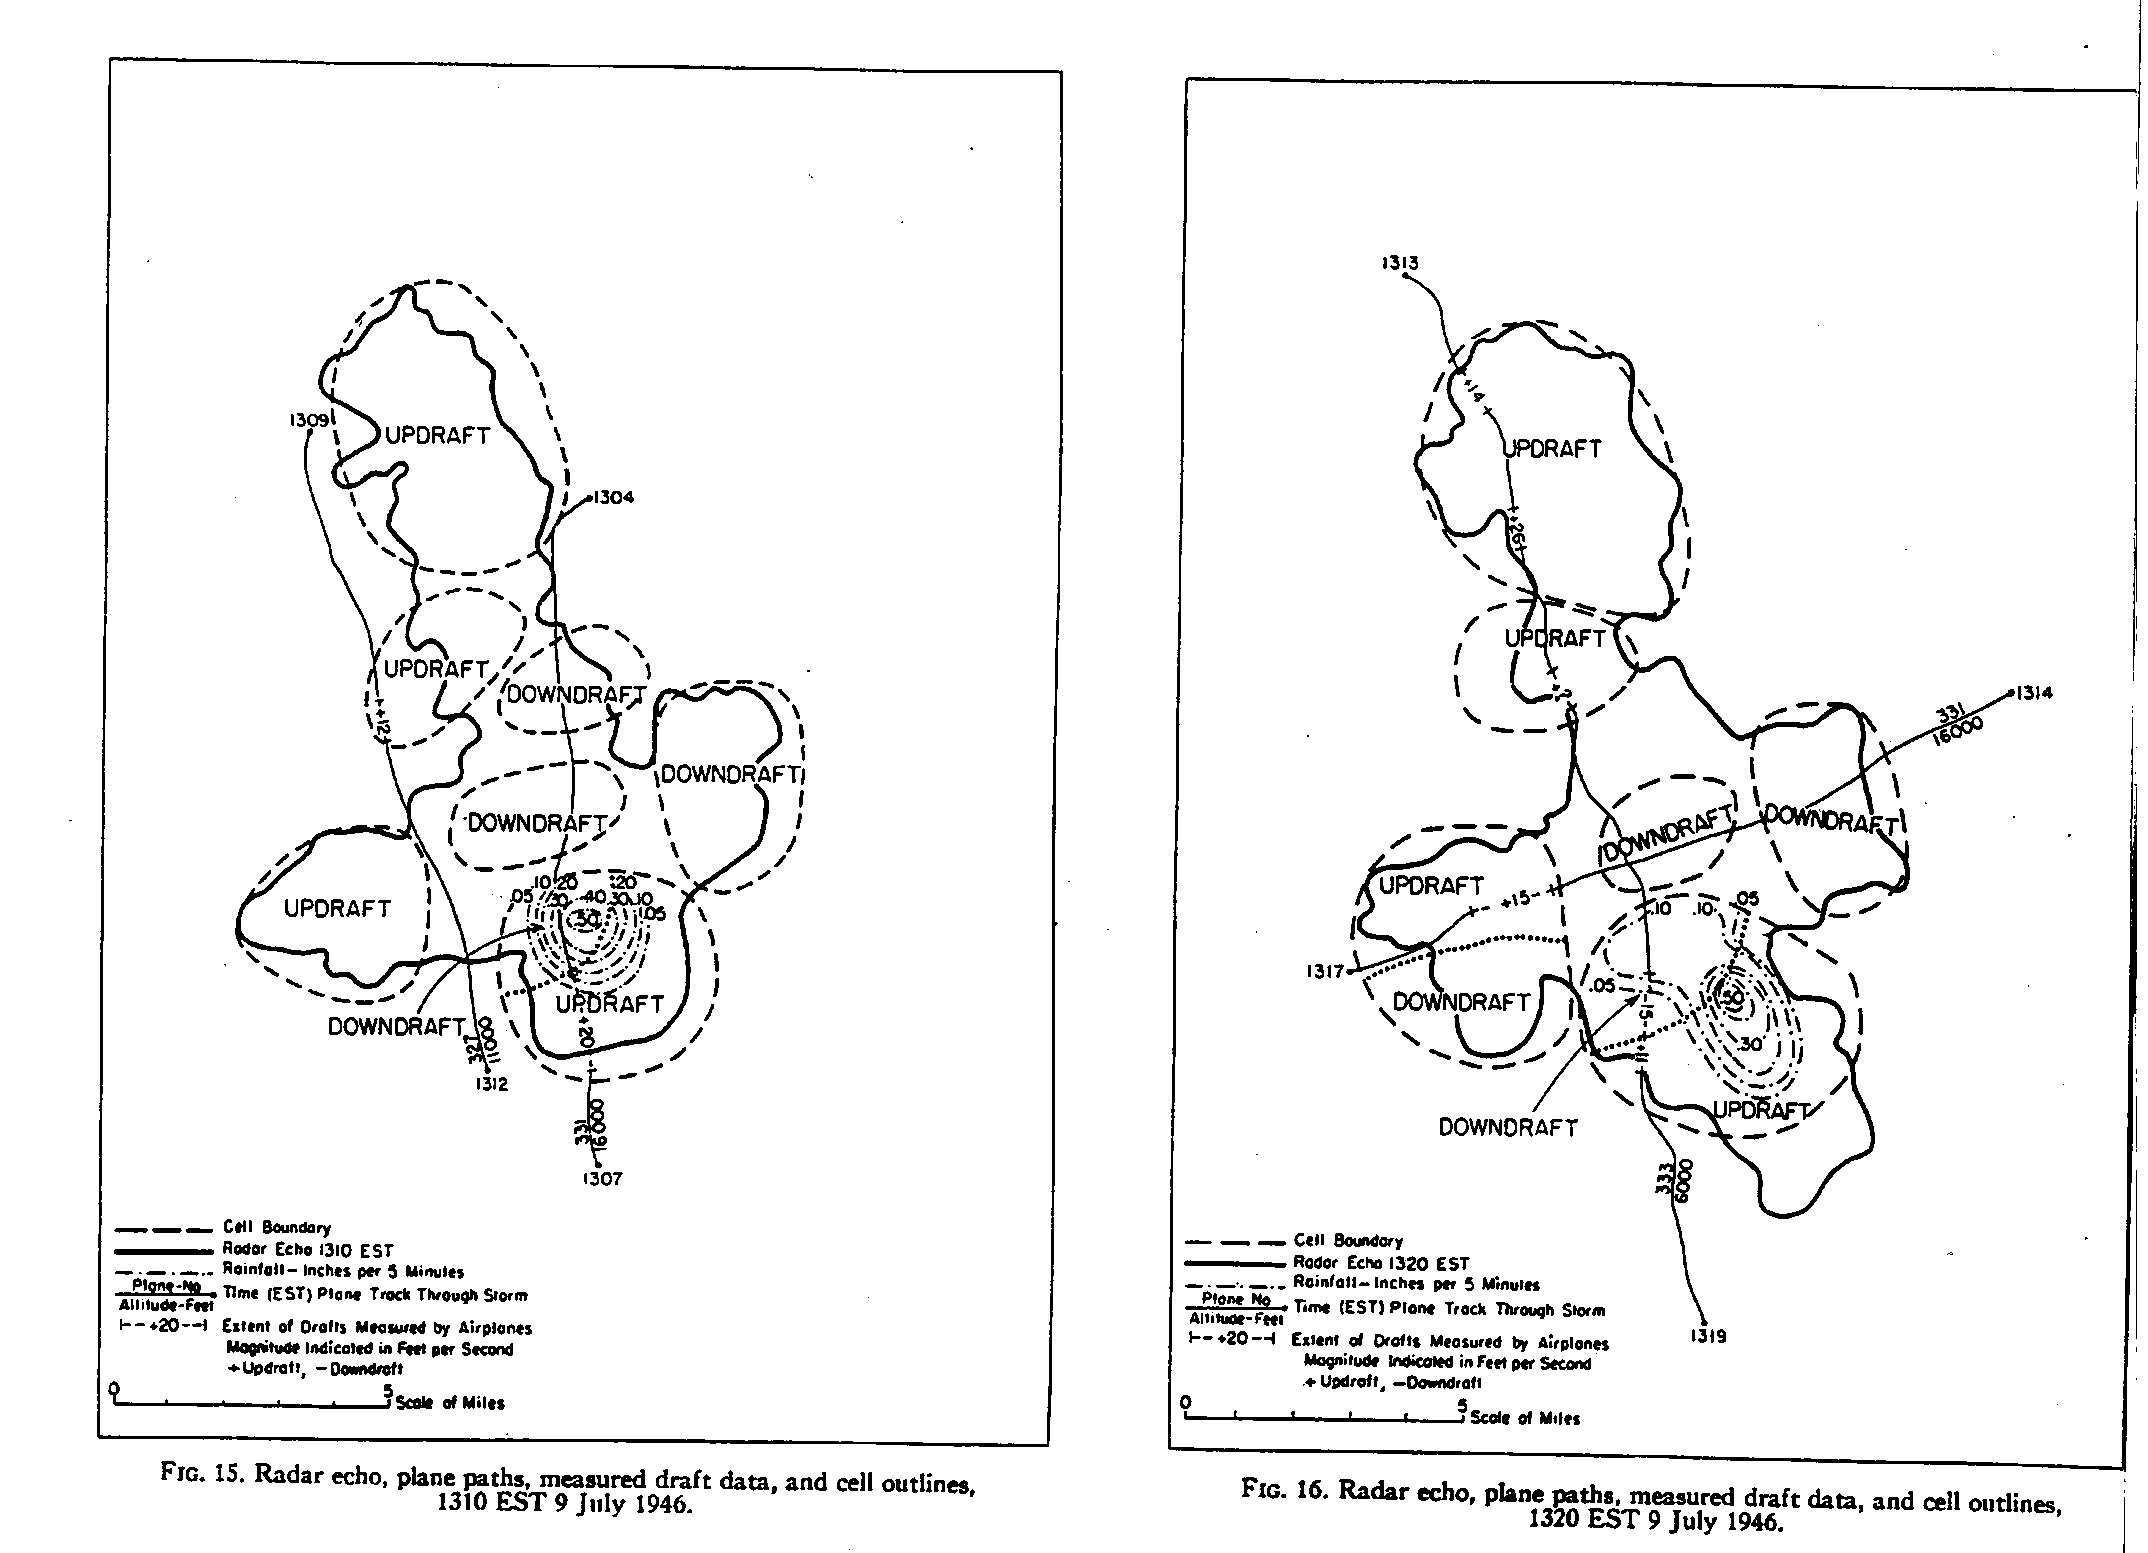 1309
UPDRAFT
1304
UPDRAFT
+12
DOWNDRAFT
DOWNDRAFT
DOWNDRAFT
UPDRAFT
.10 .20 .20
.05 .30 .40 .30 .10
.50 .05
UPDRAFT
DOWNDRAFT
+20
327
11000
1312
331
16000
1307
Cell Boundary
Radar Echo 1310 EST
Rainfall-Inches per 5 Minutes
Plane-No
Altitude-Feet
Time (EST) Plane Track Through Storm
+20 Extent of Drafts Measured by Airplanes
Magnitude Indicated in Feet per Second
+Updraft, -Downdraft
0 5 Scale of Miles
FIG. 15. Radar echo, plane paths, measured draft data, and cell outlines,
1310 EST 9 July 1946.
1313
+14
UPDRAFT
+26
UPDRAFT
1314
331
16000
DOWNDRAFT
DOWNDRAFT
UPDRAFT
+15
.10 .10 .05
1317
.05
DOWNDRAFT
.50
-15
.30
UPDRAFT
DOWNDRAFT
333
6000
1319
Cell Boundary
Radar Echo 1320 EST
Rainfall-Inches per 5 Minutes
Plane No
Altitude-Feet
Time (EST) Plane Track Through Storm
+20 Extent of Drafts Measured by Airplanes
Magnitude Indicated in Feet per Second
+ Updraft, -Downdraft
0 5 Scale of Miles
FIG. 16. Radar echo, plane paths, measured draft data, and cell outlines,
1320 EST 9 July 1946.